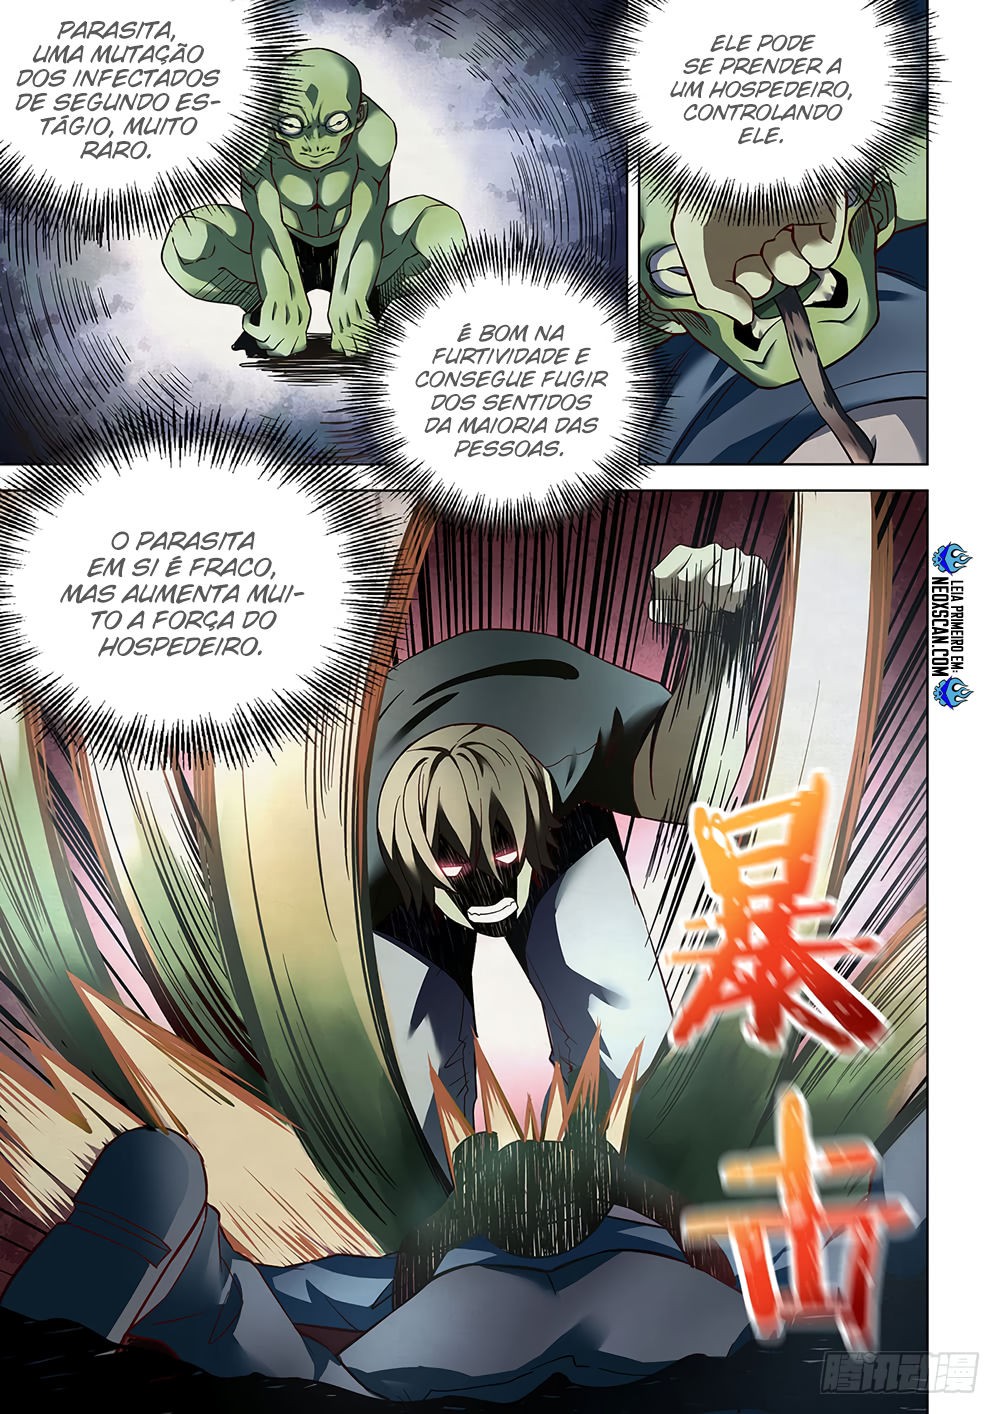 PARASITA,
UMA MUTAÇÃO
DOS INFECTADOS
DE SEGUNDO ES-
TÁGIO, MUITO
RARO.
ELE PODE
SE PRENDER A
UM HOSPEDEIRO,
CONTROLANDO
ELE.
É BOM NA
FURTIVIDADE E
CONSEGUE FUGIR
DOS SENTIDOS
DA MAIORIA DAS
PESSOAS.
O PARASITA
EM SI É FRACO,
MAS AUMENTA MUI-
TO A FORÇA DO
HOSPEDEIRO.
LEIA PRIMEIRO EM:
NEOXSCAN.COM
暴
击
腾讯动漫